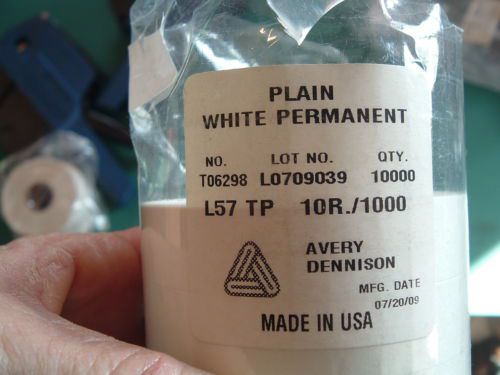 PLAIN
WHITE PERMANENT
NO. LOT NO. QTY.
T06298 L0709039 10000
L57 TP 10R./1000
AVERY
DENNISON
MFG. DATE
07/20/09
MADE IN USA